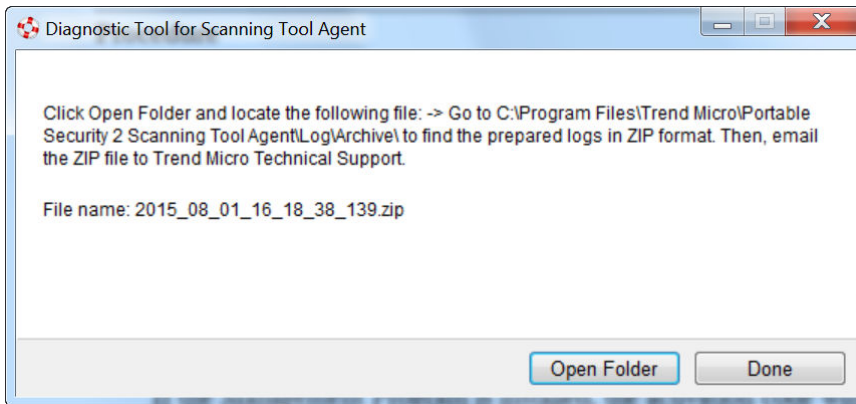 Diagnostic Tool for Scanning Tool Agent
Click Open Folder and locate the following file: -> Go to C:\Program Files\Trend Micro\Portable
Security 2 Scanning Tool Agent\Log\Archive\ to find the prepared logs in ZIP format. Then, email
the ZIP file to Trend Micro Technical Support.
File name: 2015_08_01_16_18_38_139.zip
Open Folder
Done